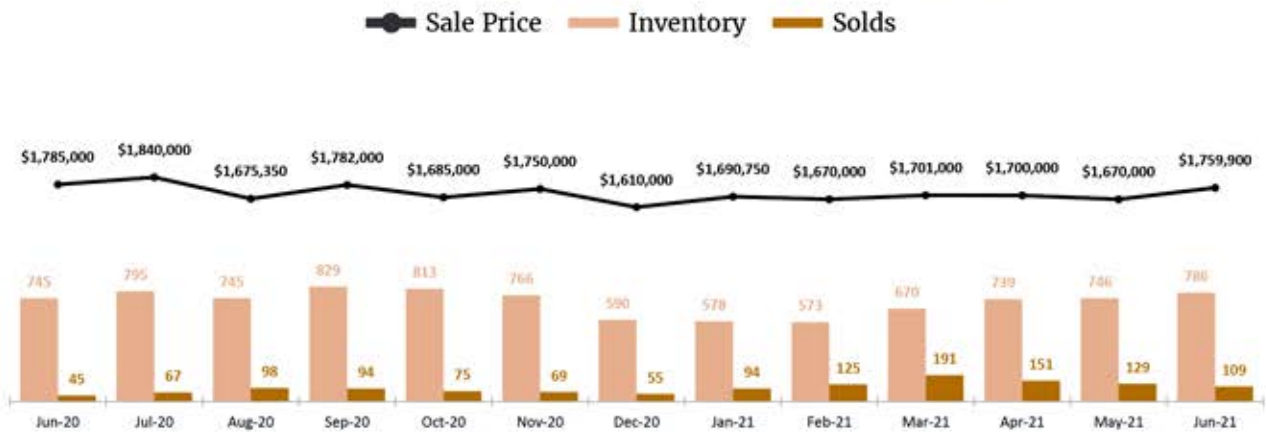 Sale Price Inventory Solds
$1,785,000 $1,840,000 $1,675,350 $1,782,000 $1,685,000 $1,750,000 $1,610,000 $1,690,750 $1,670,000 $1,701,000 $1,700,000 $1,670,000 $1,759,900
745 795 745 829 813 766 590 578 573 670 739 746 786
45 67 98 94 75 69 55 94 125 191 151 129 109
Jun-20 Jul-20 Aug-20 Sep-20 Oct-20 Nov-20 Dec-20 Jan-21 Feb-21 Mar-21 Apr-21 May-21 Jun-21